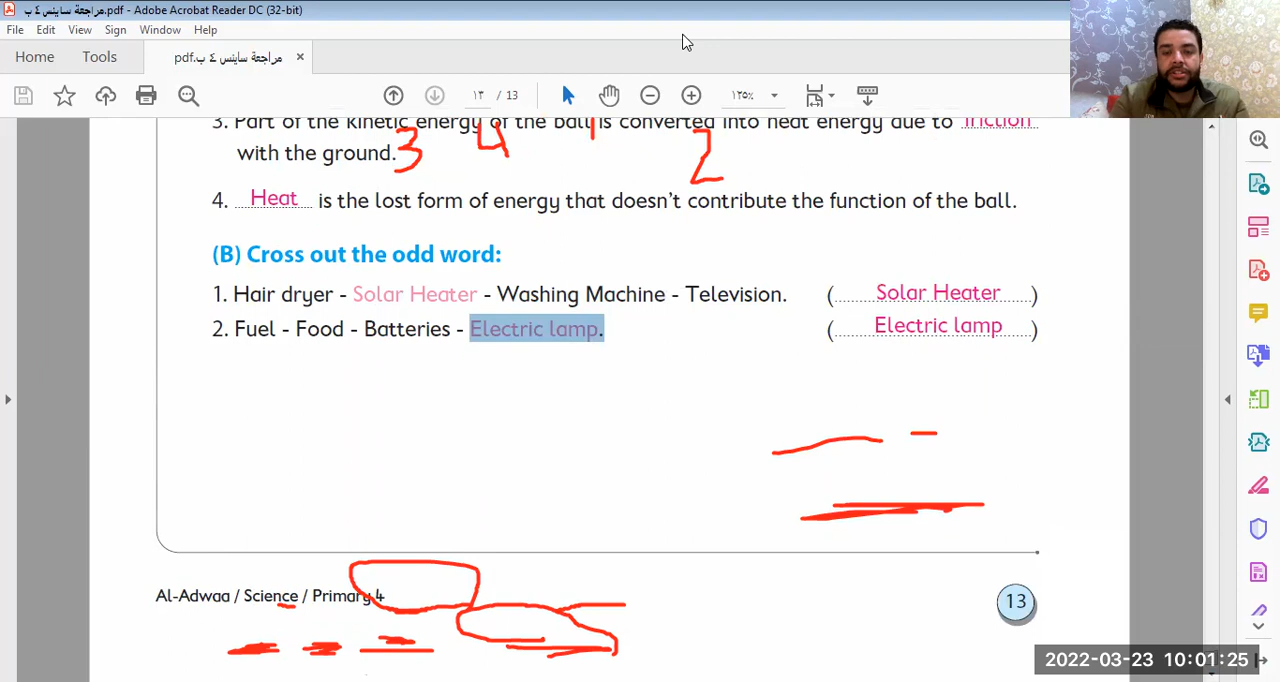 مراجعة ساينس ٤ ب.pdf - Adobe Acrobat Reader DC (32-bit)
File Edit View Sign Window Help
Home Tools مراجعة ساينس ٤ ب.pdf ×
١٣ / 13 ١٢٥%
3. Part of the kinetic energy of the ball is converted into heat energy due to friction
with the ground.
3 4 1 2
4. Heat is the lost form of energy that doesn't contribute the function of the ball.
(B) Cross out the odd word:
1. Hair dryer - Solar Heater - Washing Machine - Television. (Solar Heater)
2. Fuel - Food - Batteries - Electric lamp. (Electric lamp)
Al-Adwaa / Science / Primary 4
13
2022-03-23 10:01:25